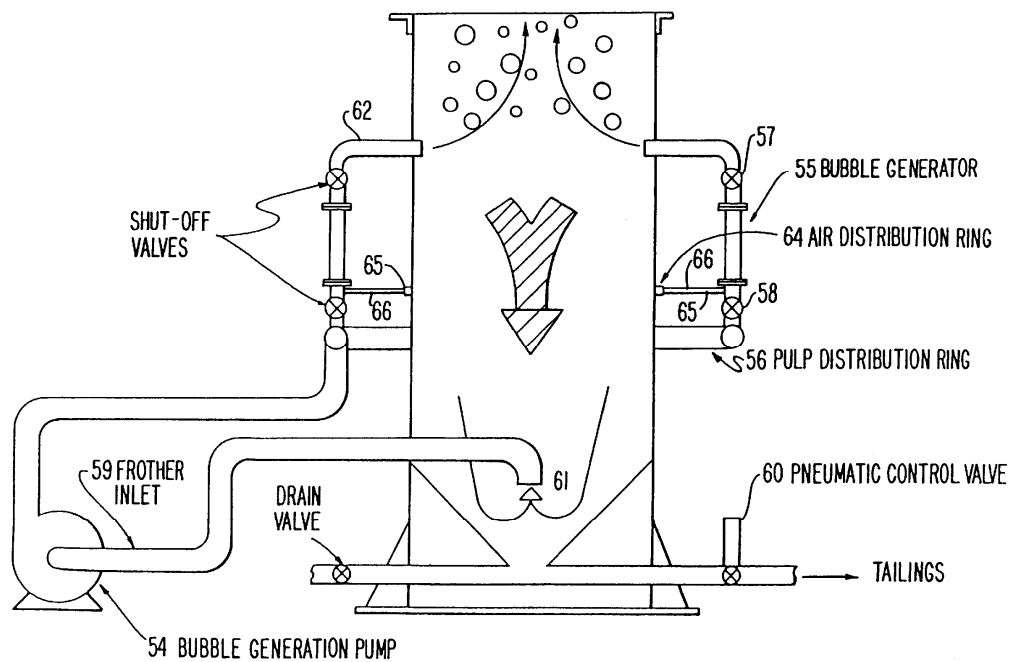 62
57
55 BUBBLE GENERATOR
SHUT-OFF
VALVES
64 AIR DISTRIBUTION RING
65
66
66
65
58
56 PULP DISTRIBUTION RING
59 FROTHER
INLET
61
DRAIN
VALVE
60 PNEUMATIC CONTROL VALVE
TAILINGS
54 BUBBLE GENERATION PUMP